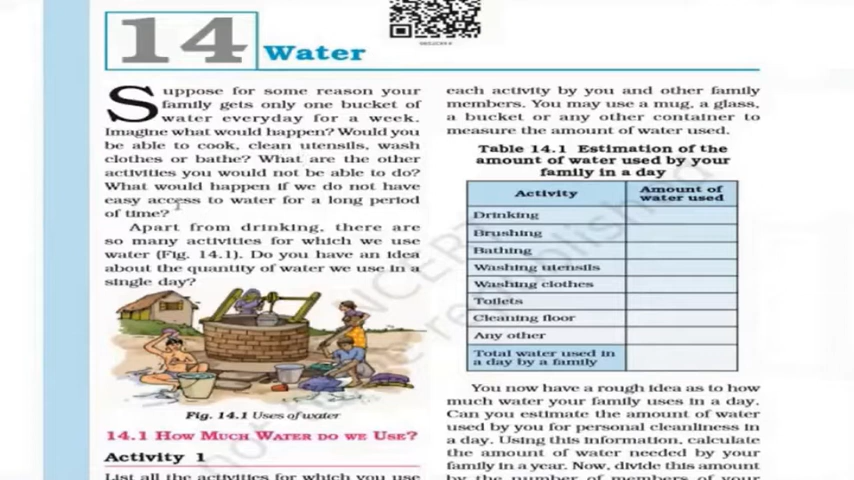 14 Water
Suppose for some reason your
family gets only one bucket of
water everyday for a week.
Imagine what would happen? Would you
be able to cook, clean utensils, wash
clothes or bathe? What are the other
activities you would not be able to do?
What would happen if we do not have
easy access to water for a long period
of time?
Apart from drinking, there are
so many activities for which we use
water (Fig. 14.1). Do you have an idea
about the quantity of water we use in a
single day?
Fig. 14.1 Uses of water
14.1 HOW MUCH WATER DO WE USE?
Activity 1
List all the activities for which you use
each activity by you and other family
members. You may use a mug, a glass,
a bucket or any other container to
measure the amount of water used.
Table 14.1 Estimation of the
amount of water used by your
family in a day
Activity
Amount of
water used
Drinking
Brushing
Bathing
Washing utensils
Washing clothes
Toilets
Cleaning floor
Any other
Total water used in
a day by a family
You now have a rough idea as to how
much water your family uses in a day.
Can you estimate the amount of water
used by you for personal cleanliness in
a day. Using this information, calculate
the amount of water needed by your
family in a year. Now, divide this amount
by the number of members of your